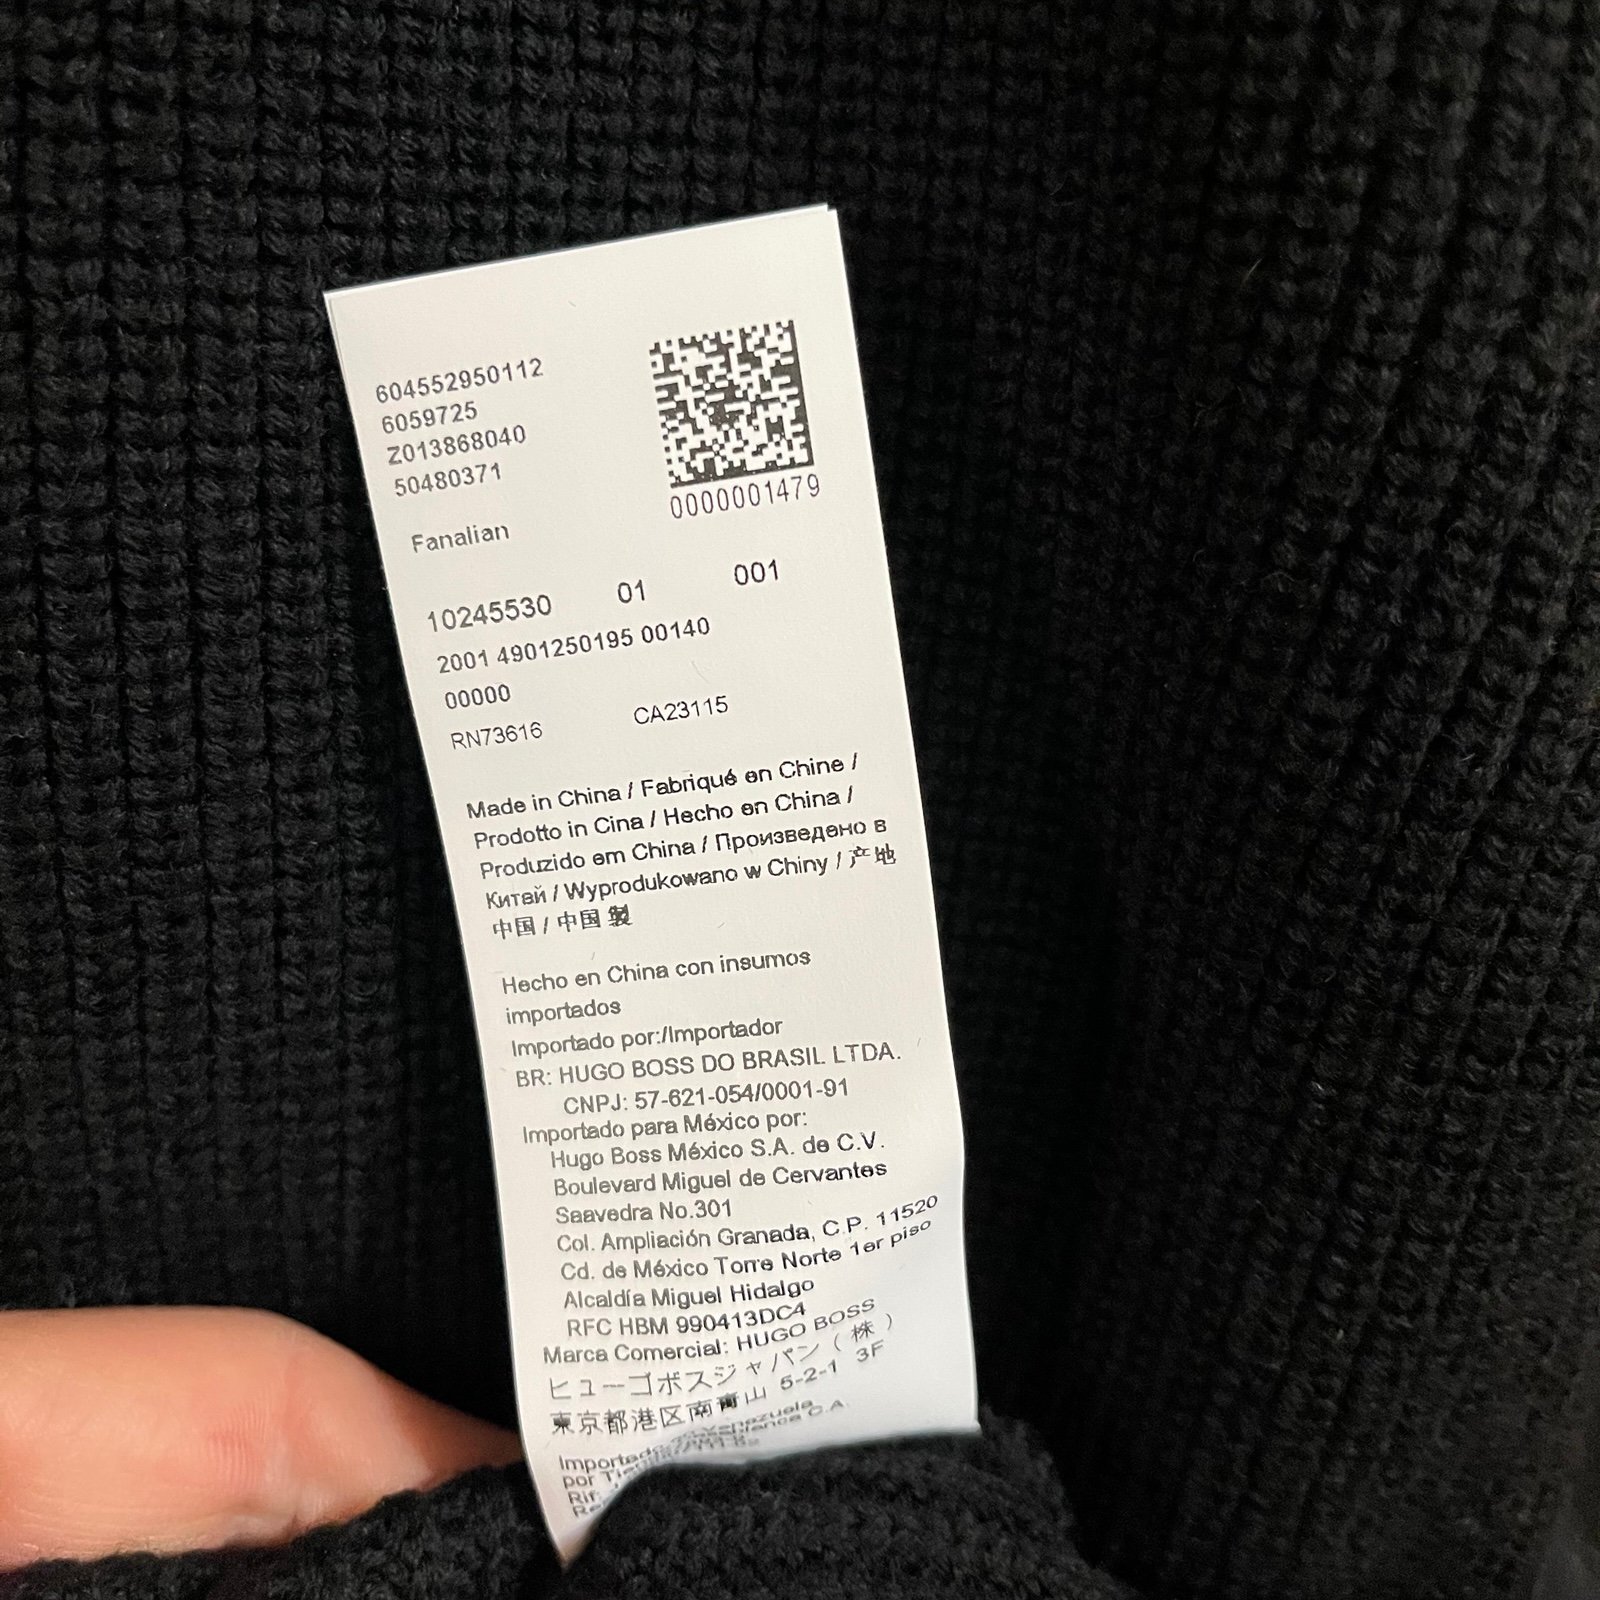 604552950112
6059725
Z013868040
50480371
0000001479
Fanalian
10245530 01 001
2001 4901250195 00140
00000
RN73616 CA23115
Made in China / Fabriqué en Chine /
Prodotto in Cina / Hecho en China /
Produzido em China / Произведено в
Китай / Wyprodukowano w Chiny / 产地
中国 / 中国製
Hecho en China con insumos
importados
Importado por:/Importador
BR: HUGO BOSS DO BRASIL LTDA.
CNPJ: 57-621-054/0001-91
Importado para México por:
Hugo Boss México S.A. de C.V.
Boulevard Miguel de Cervantes
Saavedra No.301
Col. Ampliación Granada, C.P. 11520
Cd. de México Torre Norte 1er piso
Alcaldía Miguel Hidalgo
RFC HBM 990413DC4
Marca Comercial: HUGO BOSS
ヒューゴボスジャパン（株）
東京都港区南青山 5-2-1 3F
Venezuela
por C.A.